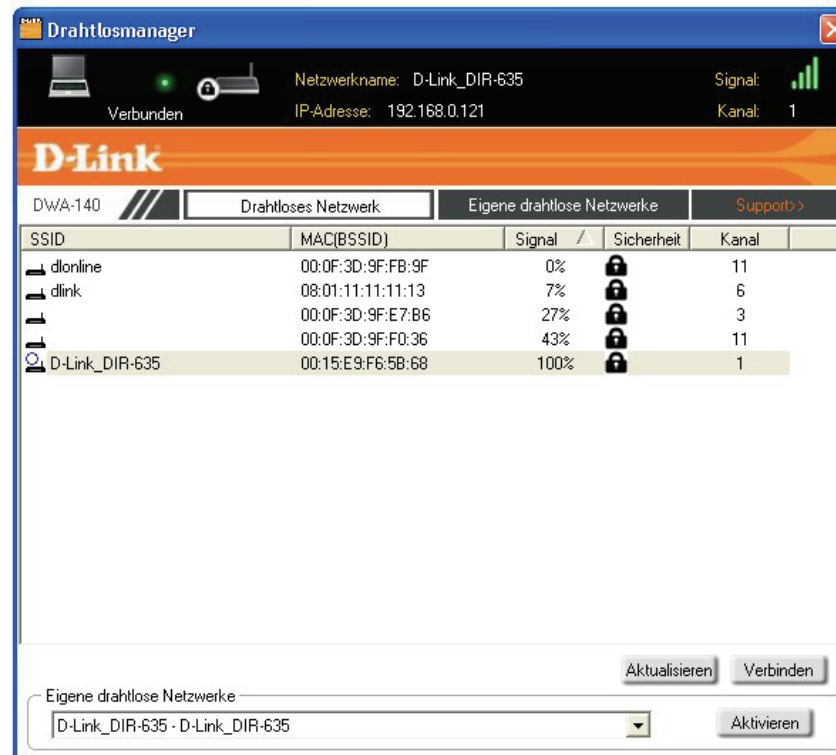 Drahtlosmanager
Verbunden
Netzwerkname: D-Link_DIR-635
IP-Adresse: 192.168.0.121
Signal:
Kanal: 1
D-Link
DWA-140 Drahtloses Netzwerk Eigene drahtlose Netzwerke Support>>
SSID MAC(BSSID) Signal Sicherheit Kanal
dlonline 00:0F:3D:9F:FB:9F 0% 11
dlink 08:01:11:11:11:13 7% 6
00:0F:3D:9F:E7:B6 27% 3
00:0F:3D:9F:F0:36 43% 11
D-Link_DIR-635 00:15:E9:F6:5B:68 100% 1
Aktualisieren Verbinden
Eigene drahtlose Netzwerke
D-Link_DIR-635 - D-Link_DIR-635 Aktivieren